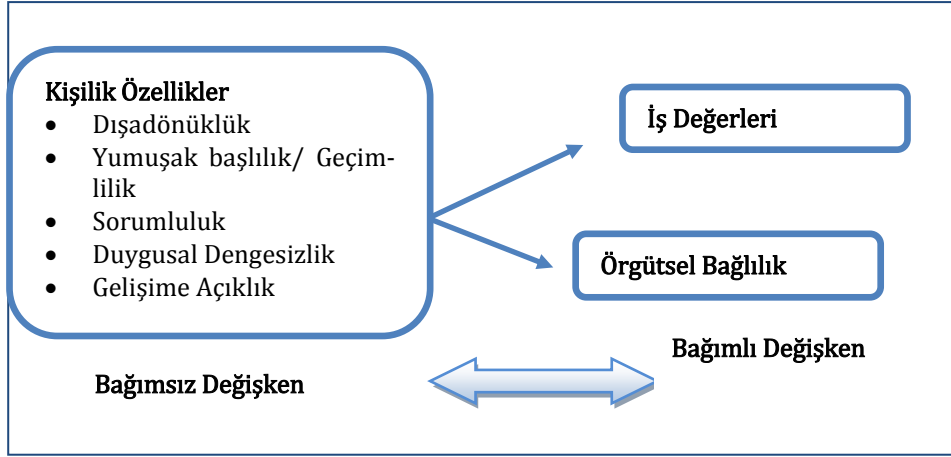 Kişilik Özellikler
• Dışadönüklük
• Yumuşak başlılık/ Geçim-
lilik
• Sorumluluk
• Duygusal Dengesizlik
• Gelişime Açıklık
İş Değerleri
Örgütsel Bağlılık
Bağımsız Değişken
Bağımlı Değişken